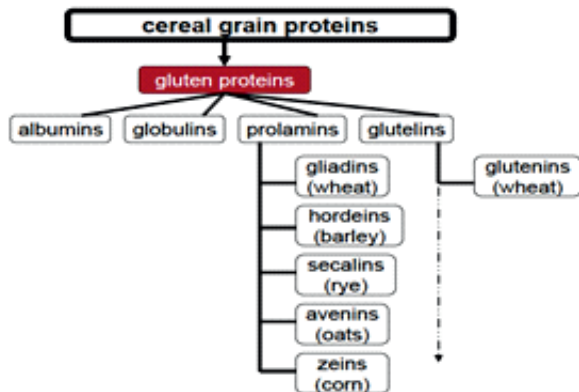 cereal grain proteins
gluten proteins
albumins
globulins
prolamins
glutelins
gliadins
(wheat)
glutenins
(wheat)
hordeins
(barley)
secalins
(rye)
avenins
(oats)
zeins
(corn)